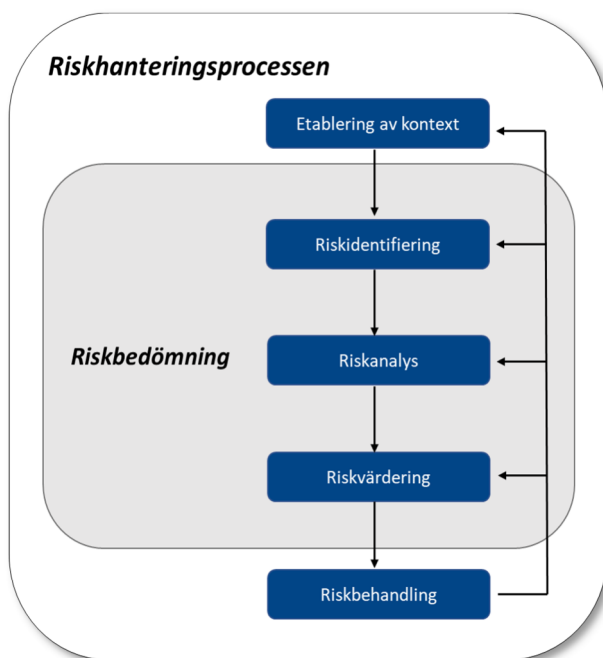 Riskhanteringsprocessen
Etablering av kontext
Riskidentifiering
Riskbedömning
Riskanalys
Riskvärdering
Riskbehandling